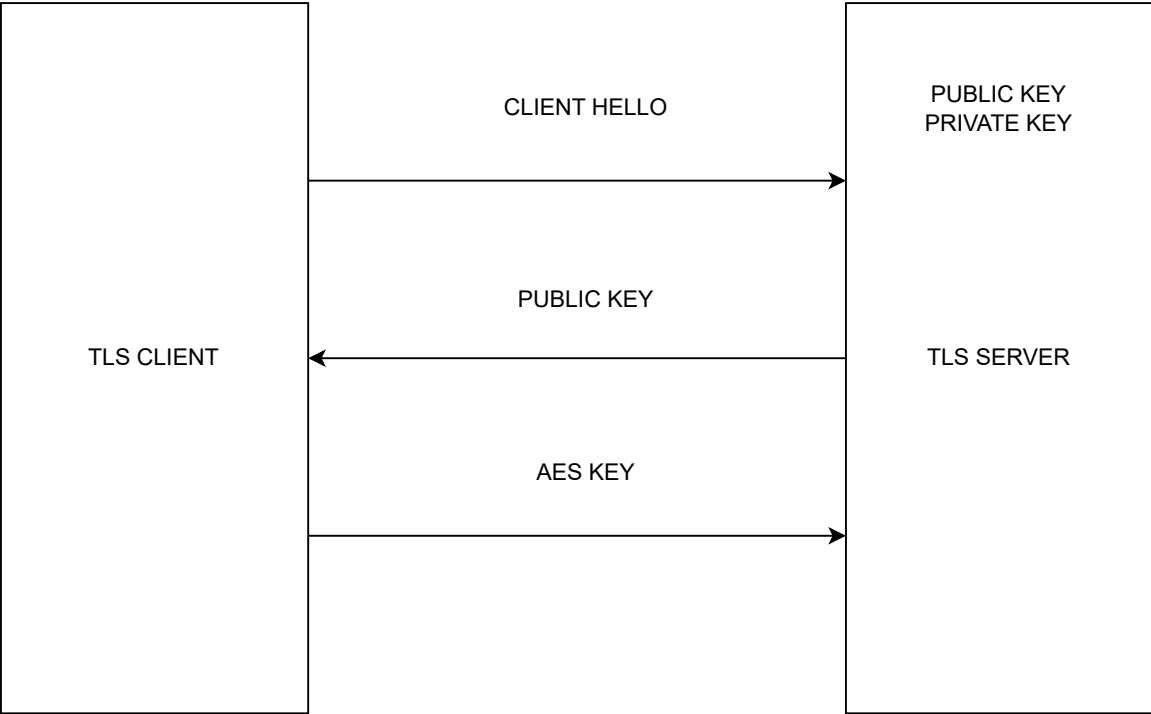 CLIENT HELLO
PUBLIC KEY
PRIVATE KEY
PUBLIC KEY
TLS CLIENT
TLS SERVER
AES KEY